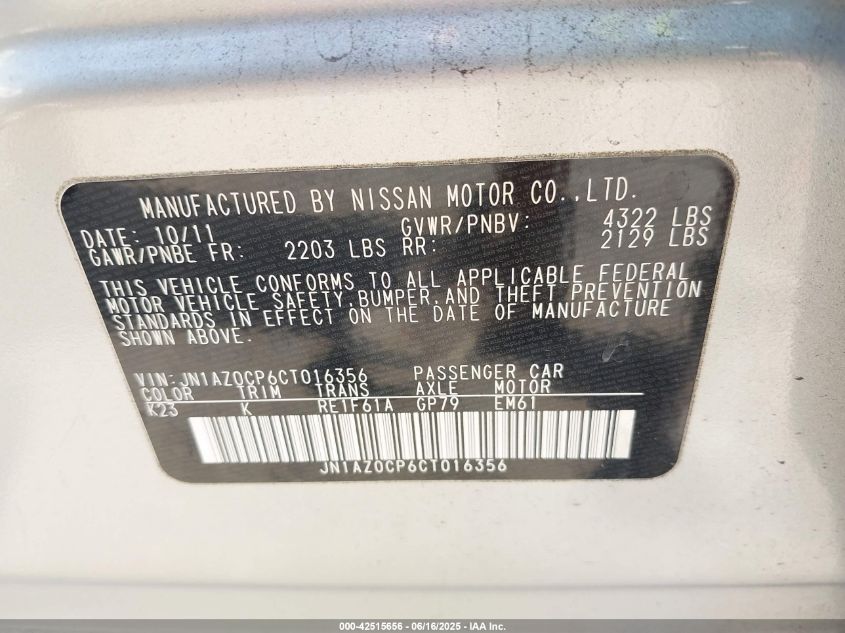 MANUFACTURED BY NISSAN MOTOR CO.,LTD.
DATE: 10/11 GVWR/PNBV: 4322 LBS
GAWR/PNBE FR: 2203 LBS RR: 2129 LBS
THIS VEHICLE CONFORMS TO ALL APPLICABLE FEDERAL
MOTOR VEHICLE SAFETY,BUMPER,AND THEFT PREVENTION
STANDARDS IN EFFECT ON THE DATE OF MANUFACTURE
SHOWN ABOVE.
VIN:JN1AZ0CP6CT016356 PASSENGER CAR
COLOR TRIM TRANS AXLE MOTOR
K23 K RE1F61A GP79 EM61
JN1AZ0CP6CT016356
000-42515656 - 06/16/2025 - IAA Inc.